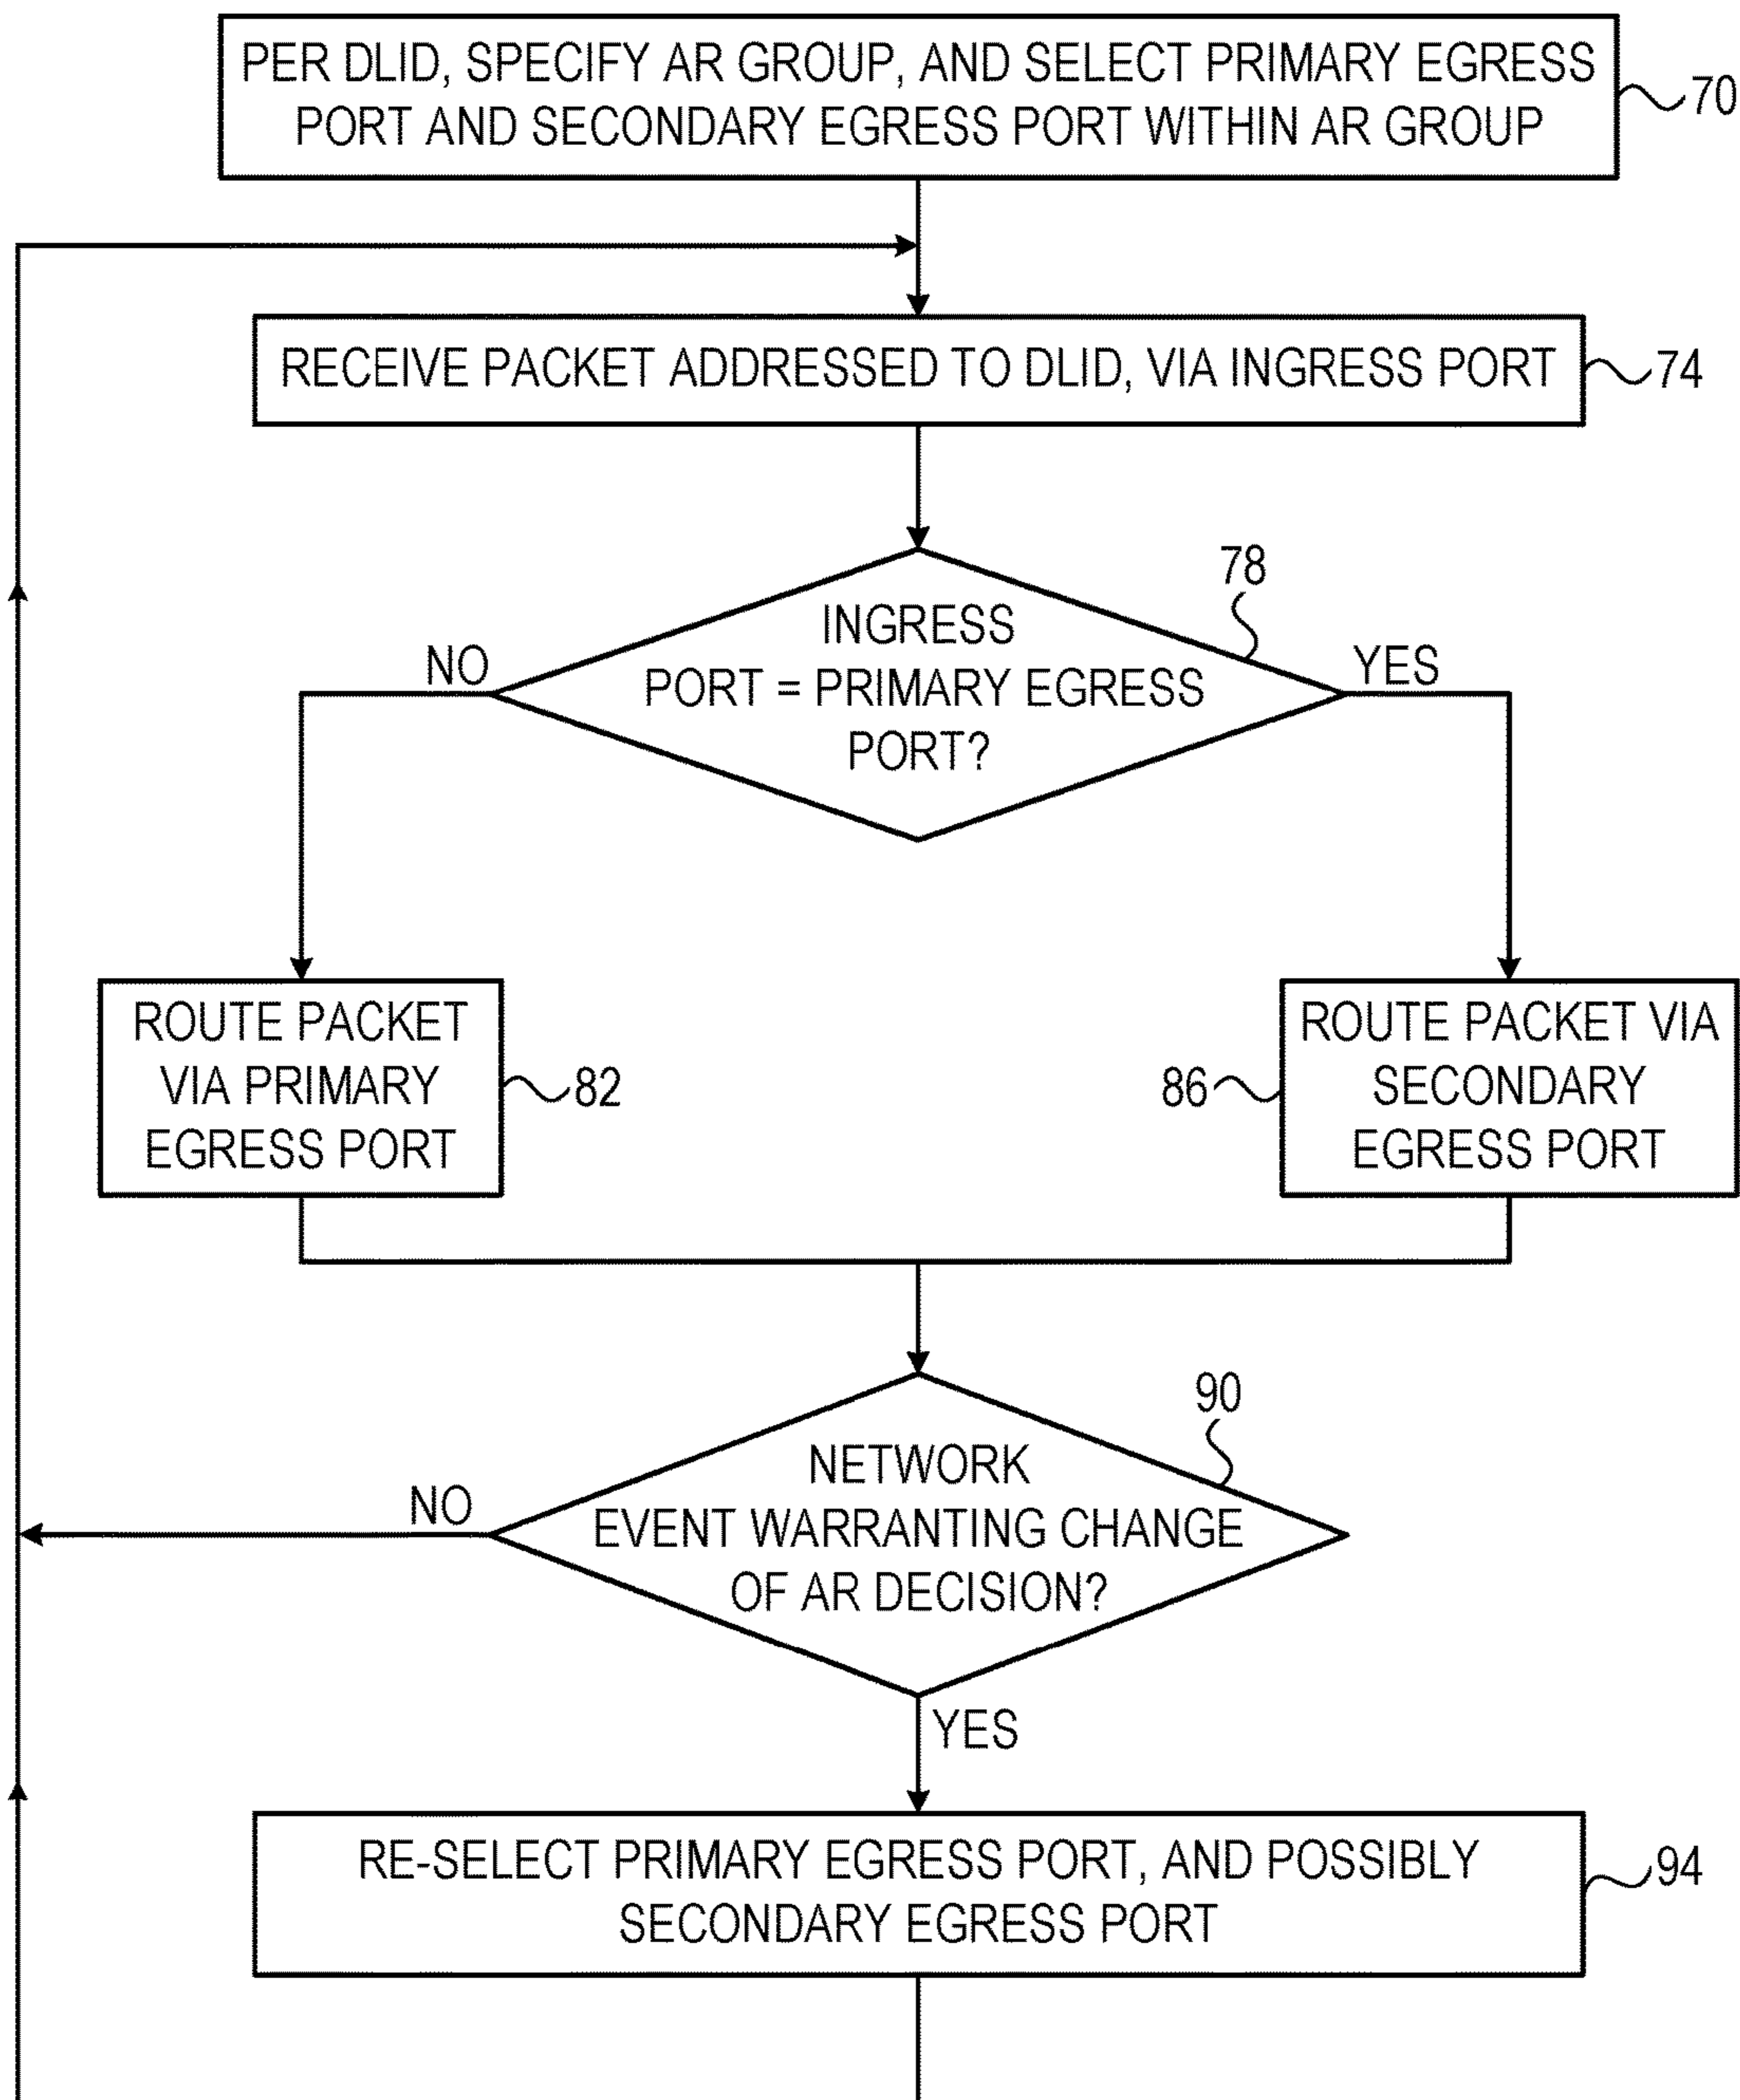 PER DLID, SPECIFY AR GROUP, AND SELECT PRIMARY EGRESS
PORT AND SECONDARY EGRESS PORT WITHIN AR GROUP
70
RECEIVE PACKET ADDRESSED TO DLID, VIA INGRESS PORT
74
78
INGRESS
PORT = PRIMARY EGRESS
PORT?
NO
YES
ROUTE PACKET
VIA PRIMARY
EGRESS PORT
82
86
ROUTE PACKET VIA
SECONDARY
EGRESS PORT
90
NETWORK
EVENT WARRANTING CHANGE
OF AR DECISION?
NO
YES
RE-SELECT PRIMARY EGRESS PORT, AND POSSIBLY
SECONDARY EGRESS PORT
94